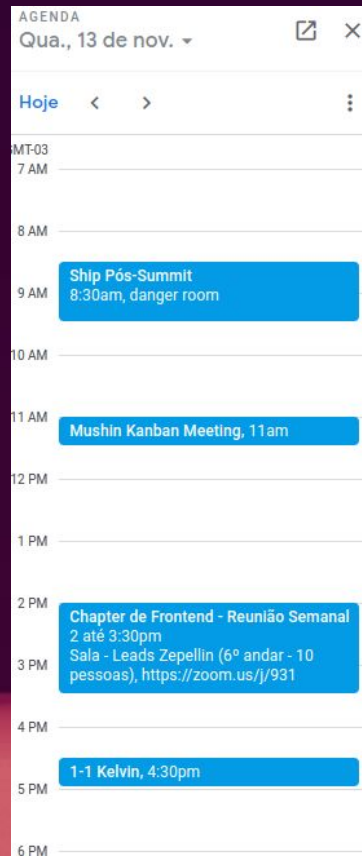 AGENDA
Qua., 13 de nov.
Hoje
GMT-03
7 AM
8 AM
Ship Pós-Summit
8:30am, danger room
9 AM
10 AM
11 AM
Mushin Kanban Meeting, 11am
12 PM
1 PM
2 PM
Chapter de Frontend - Reunião Semanal
2 até 3:30pm
Sala - Leads Zepellin (6º andar - 10
pessoas), https://zoom.us/j/931
3 PM
4 PM
1-1 Kelvin, 4:30pm
5 PM
6 PM